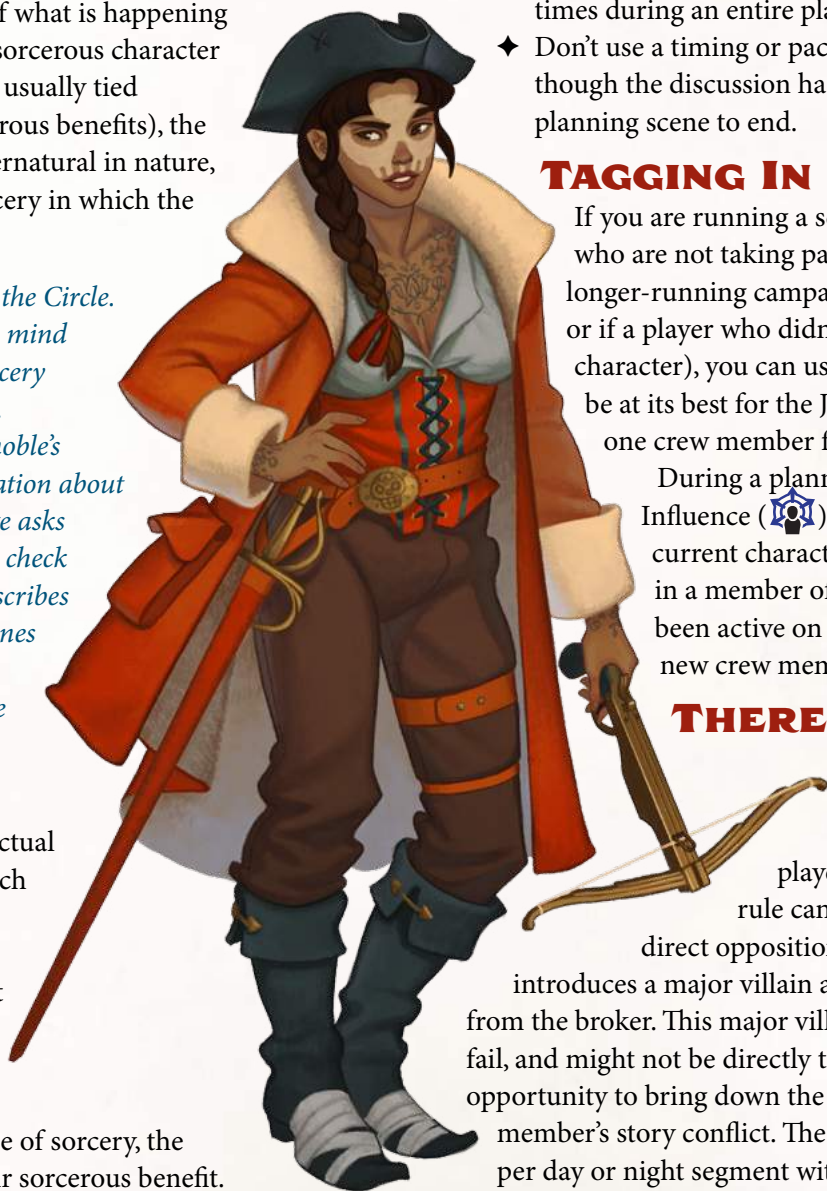 f what is happening
sorcerous character
usually tied
rous benefits), the
ernatural in nature,
cery in which the
the Circle.
mind
cery
noble's
ation about
e asks
check
scribes
nes
e
ctual
ch
t
e of sorcery, the
r sorcerous benefit.
times during an entire pla
✦ Don't use a timing or pac
though the discussion ha
planning scene to end.
TAGGING IN
If you are running a s
who are not taking pa
longer-running campa
or if a player who didn
character), you can us
be at its best for the J
one crew member f
During a plann
Influence ( )
current charact
in a member o
been active on
new crew mem
THERE
playe
rule can
direct opposition
introduces a major villain a
from the broker. This major vill
fail, and might not be directly t
opportunity to bring down the
member's story conflict. The
per day or night segment wit